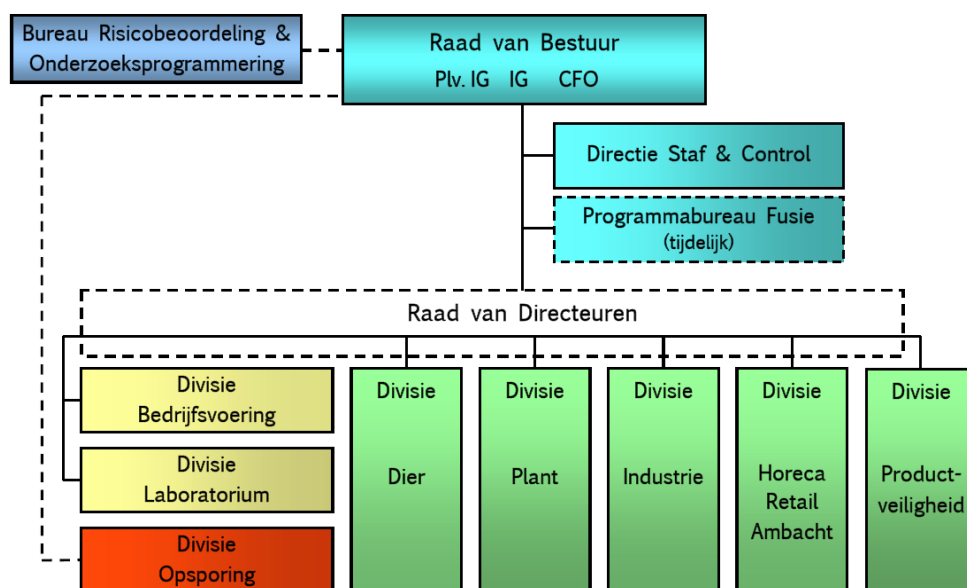 Bureau Risicobeoordeling &
Onderzoeksprogrammering
Raad van Bestuur
Plv. IG IG CFO
Directie Staf & Control
Programmabureau Fusie
(tijdelijk)
Raad van Directeuren
Divisie
Bedrijfsvoering
Divisie
Laboratorium
Divisie
Opsporing
Divisie
Dier
Divisie
Plant
Divisie
Industrie
Divisie
Horeca
Retail
Ambacht
Divisie
Product-
veiligheid